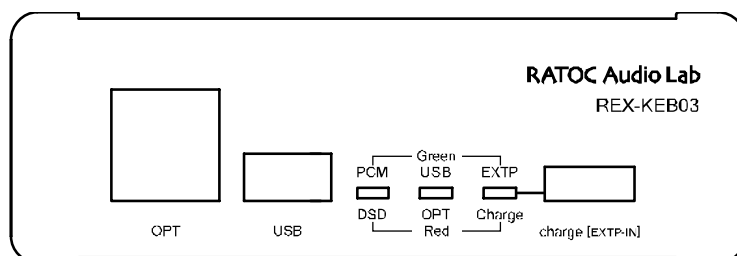 RATOC Audio Lab
REX-KEB03
Green
PCM USB EXTP
DSD OPT Charge
Red
OPT
USB
charge [EXTP-IN]